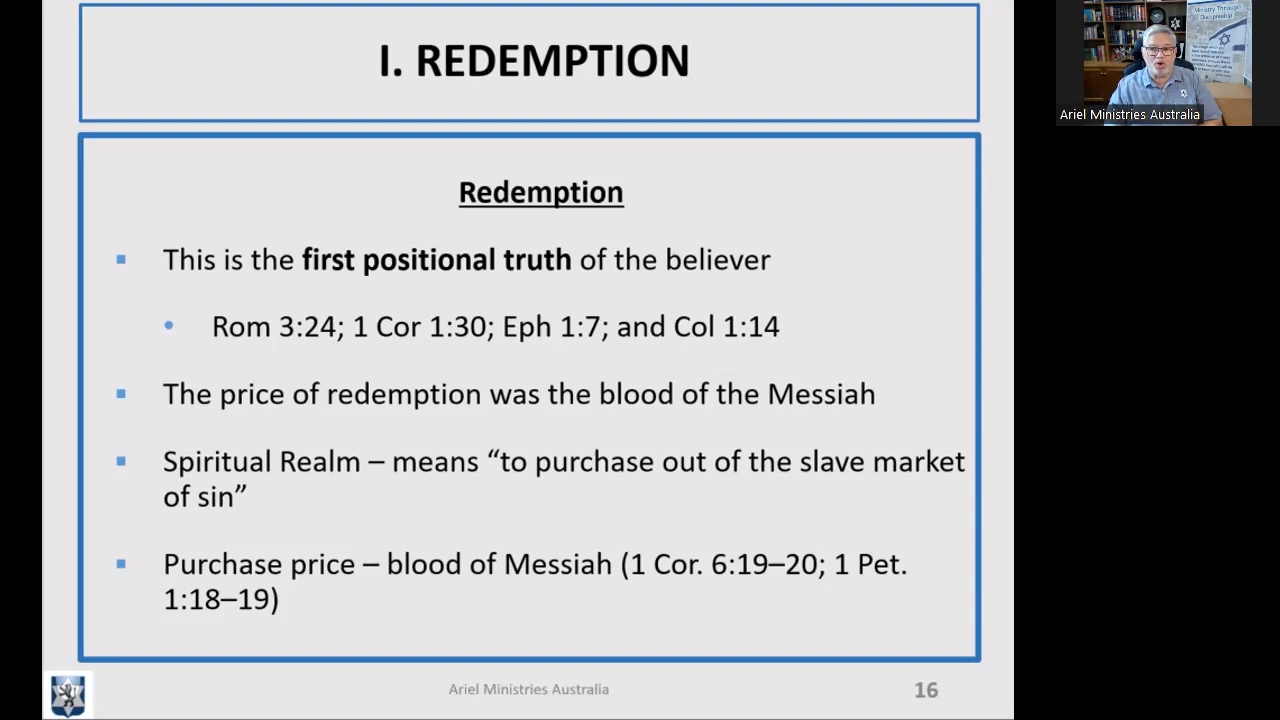 I. REDEMPTION
Redemption
▪ This is the first positional truth of the believer
• Rom 3:24; 1 Cor 1:30; Eph 1:7; and Col 1:14
▪ The price of redemption was the blood of the Messiah
▪ Spiritual Realm – means “to purchase out of the slave market
of sin”
▪ Purchase price – blood of Messiah (1 Cor. 6:19–20; 1 Pet.
1:18–19)
Ariel Ministries Australia
16
Ministry Through
Discipleship
Ariel Ministries Australia